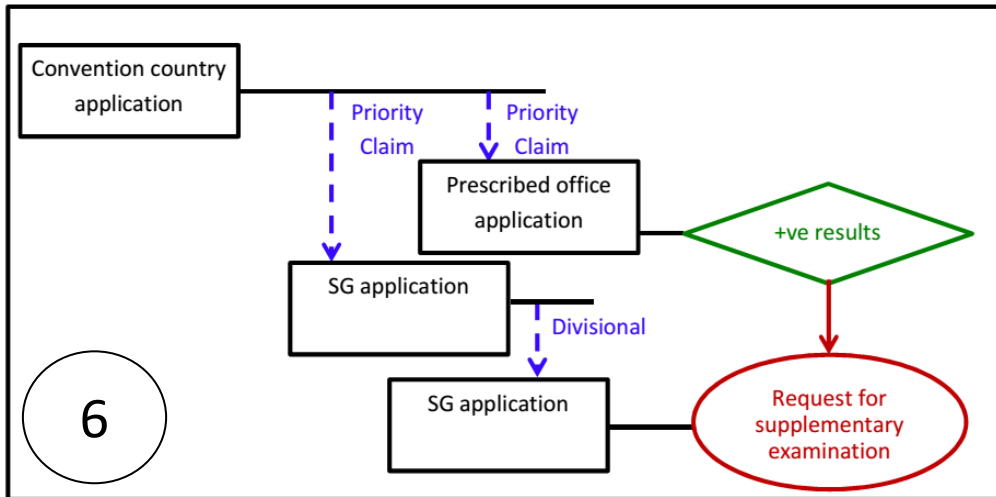 Convention country
application
Priority
Claim
Priority
Claim
Prescribed office
application
+ve results
SG application
Divisional
SG application
Request for
supplementary
examination
6